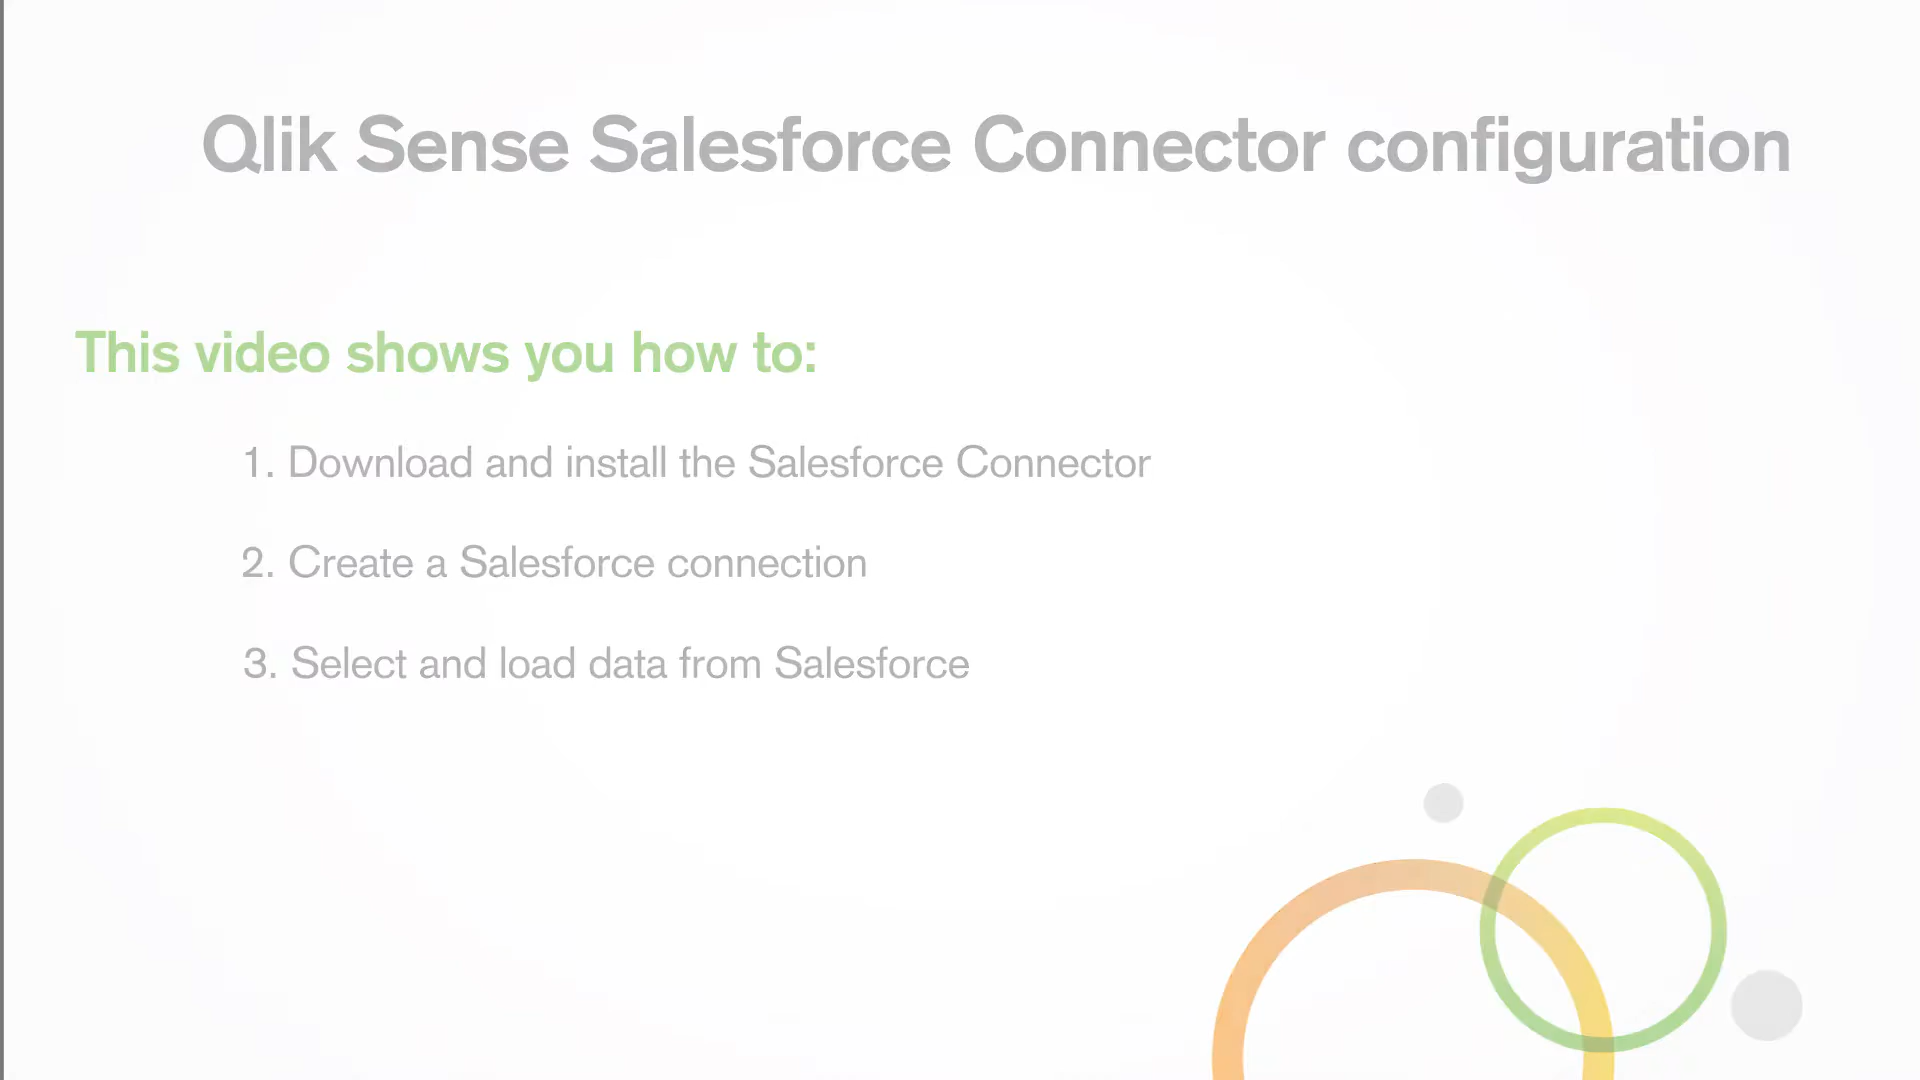 Qlik Sense Salesforce Connector configuration
This video shows you how to:
1. Download and install the Salesforce Connector
2. Create a Salesforce connection
3. Select and load data from Salesforce